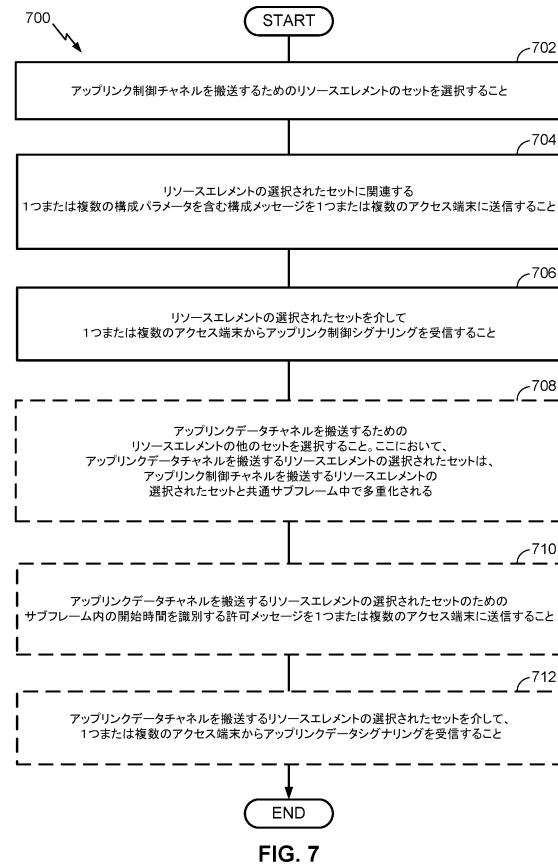 700
START
702
アップリンク制御チャネルを搬送するためのリソースエレメントのセットを選択すること
704
リソースエレメントの選択されたセットに関連する
1つまたは複数の構成パラメータを含む構成メッセージを1つまたは複数のアクセス端末に送信すること
706
リソースエレメントの選択されたセットを介して
1つまたは複数のアクセス端末からアップリンク制御シグナリングを受信すること
708
アップリンクデータチャネルを搬送するための
リソースエレメントの他のセットを選択すること。ここにおいて、
アップリンクデータチャネルを搬送するリソースエレメントの選択されたセットは、
アップリンク制御チャネルを搬送するリソースエレメントの
選択されたセットと共通サブフレーム中で多重化される
710
アップリンクデータチャネルを搬送するリソースエレメントの選択されたセットのための
サブフレーム内の開始時間を識別する許可メッセージを1つまたは複数のアクセス端末に送信すること
712
アップリンクデータチャネルを搬送するリソースエレメントの選択されたセットを介して、
1つまたは複数のアクセス端末からアップリンクデータシグナリングを受信すること
END
FIG. 7